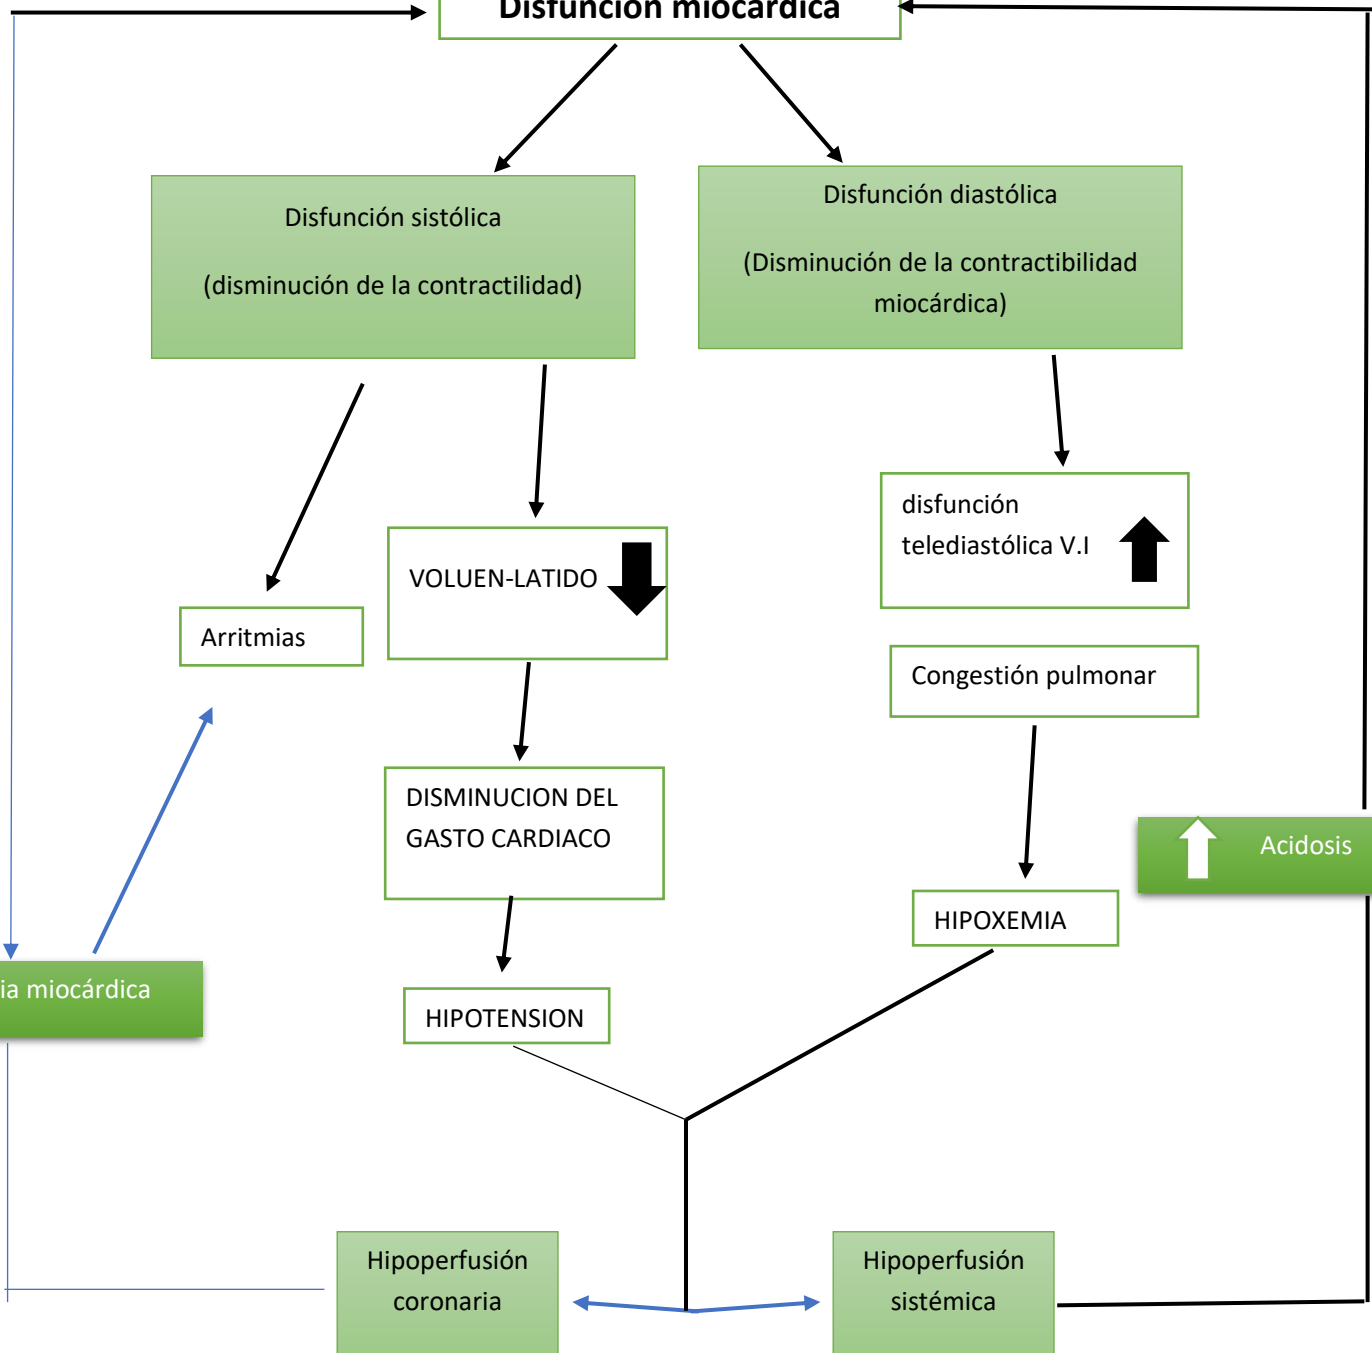 Disfunción miocárdica
Disfunción sistólica
(disminución de la contractilidad)
Disfunción diastólica
(Disminución de la contractibilidad
miocárdica)
disfunción
telediastólica V.I
VOLUEN-LATIDO
Arritmias
Congestión pulmonar
DISMINUCION DEL
GASTO CARDIACO
Acidosis
HIPOXEMIA
miocárdica
HIPOTENSION
Hipoperfusión
coronaria
Hipoperfusión
sistémica